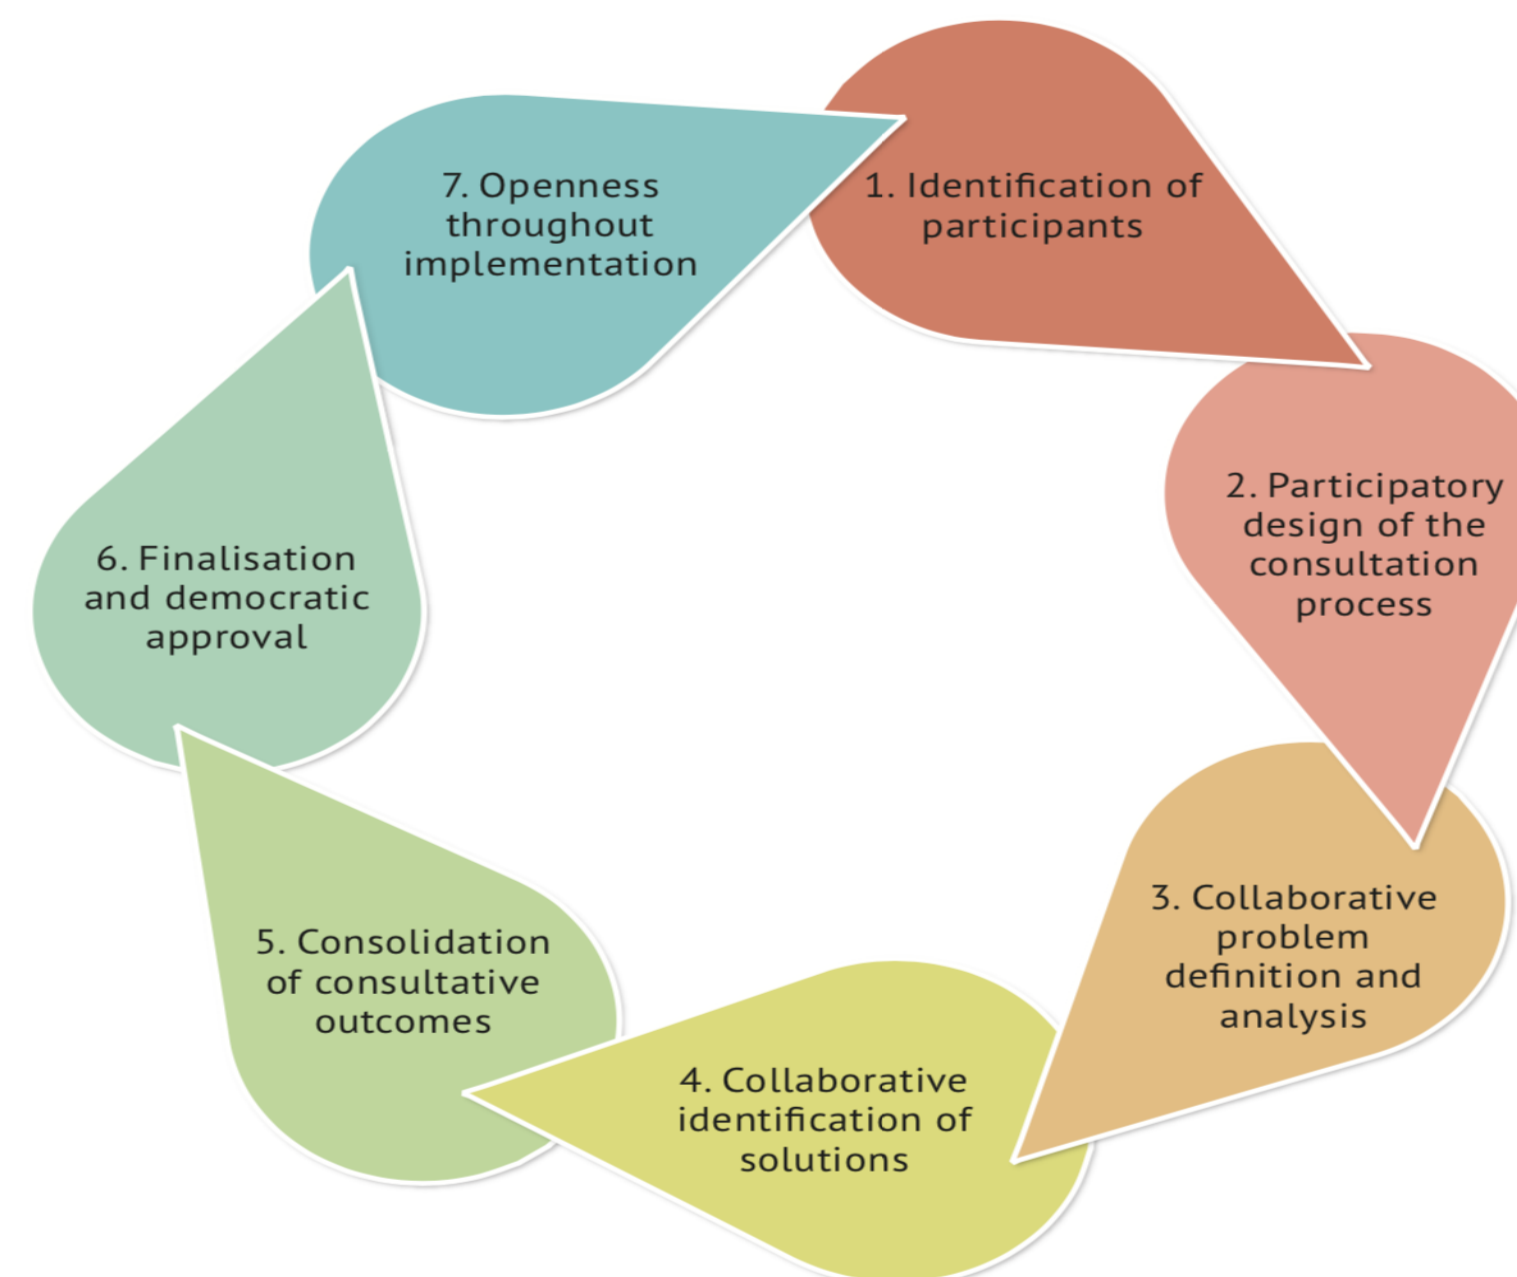 1. Identification of
participants
2. Participatory
design of the
consultation
process
3. Collaborative
problem
definition and
analysis
4. Collaborative
identification of
solutions
5. Consolidation
of consultative
outcomes
6. Finalisation
and democratic
approval
7. Openness
throughout
implementation